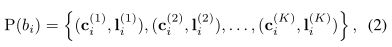 P(b_i) = {(c_i^{(1)}, l_i^{(1)}), (c_i^{(2)}, l_i^{(2)}), …, (c_i^{(K)}, l_i^{(K)})}, (2)